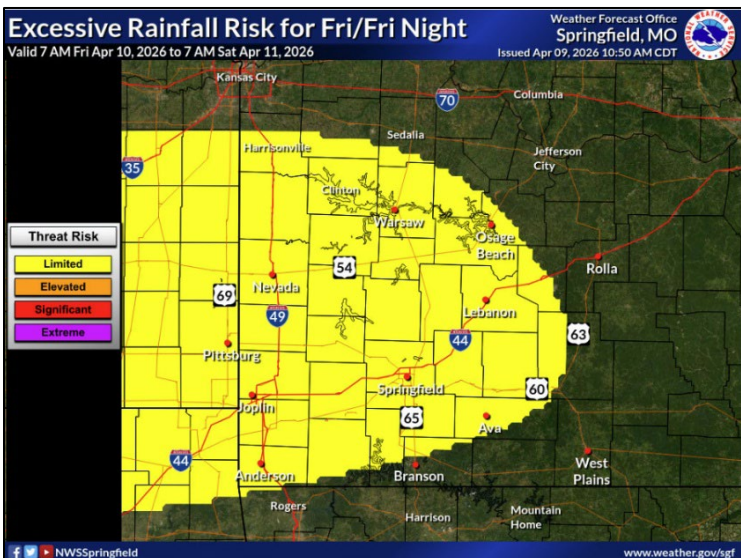 Excessive Rainfall Risk for Fri/Fri Night
Valid 7 AM Fri Apr 10, 2026 to 7 AM Sat Apr 11, 2026
Weather Forecast Office
Springfield, MO
Issued Apr 09, 2026 10:50 AM CDT
NATIONAL WEATHER SERVICE
Kansas City
70
Columbia
Sedalia
Harrisonville
Jefferson
City
35
Clinton
Warsaw
Osage
Beach
Threat Risk
Limited
Elevated
Significant
Extreme
54
Rolla
Nevada
69
Lebanon
49
63
44
Pittsburg
Springfield
60
Joplin
65
Ava
44
West
Plains
Anderson
Branson
Rogers
Harrison
Mountain
Home
NWSSpringfield
www.weather.gov/sgf